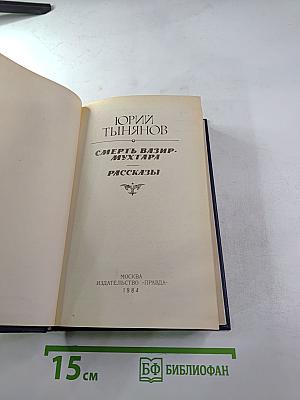 ЮРИЙ
ТЫНЯНОВ
СМЕРТЬ ВАЗИР-
МУХТАРА
РАССКАЗЫ
МОСКВА
ИЗДАТЕЛЬСТВО «ПРАВДА»
1984
15 см
БФ БИБЛИОФАН